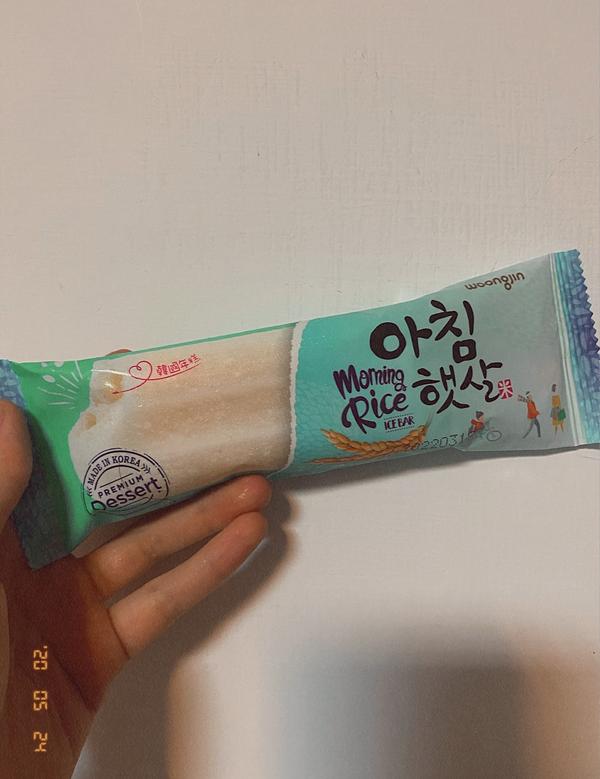 woongjin
아침
햇살
米
Morning
Rice
ICE BAR
韓國年糕
MADE IN KOREA
PREMIUM
Dessert
'20 05 24